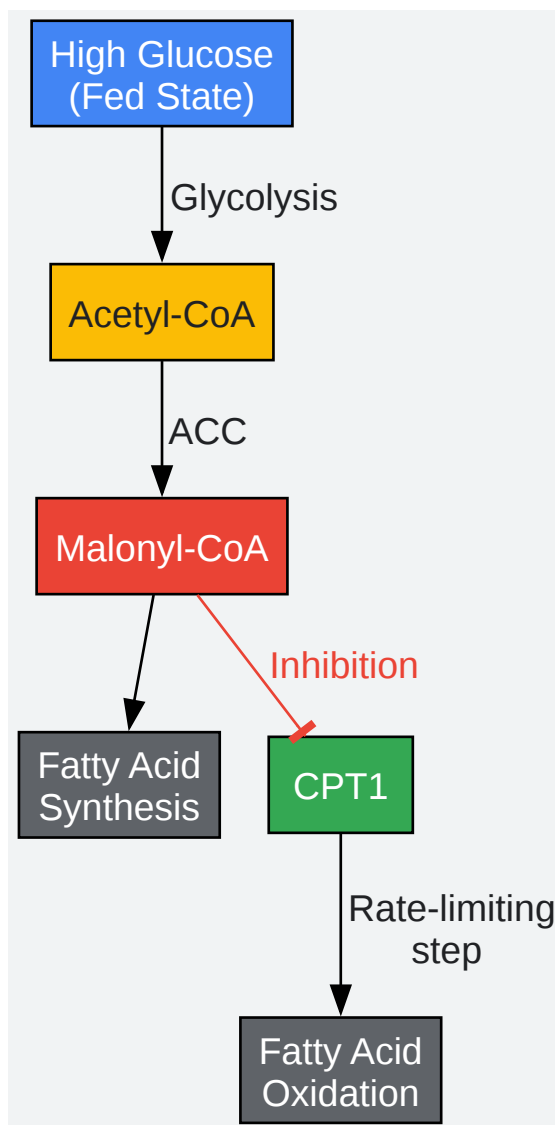 High Glucose
(Fed State)
Glycolysis
Acetyl-CoA
ACC
Malonyl-CoA
Inhibition
Fatty Acid
Synthesis
CPT1
Rate-limiting
step
Fatty Acid
Oxidation